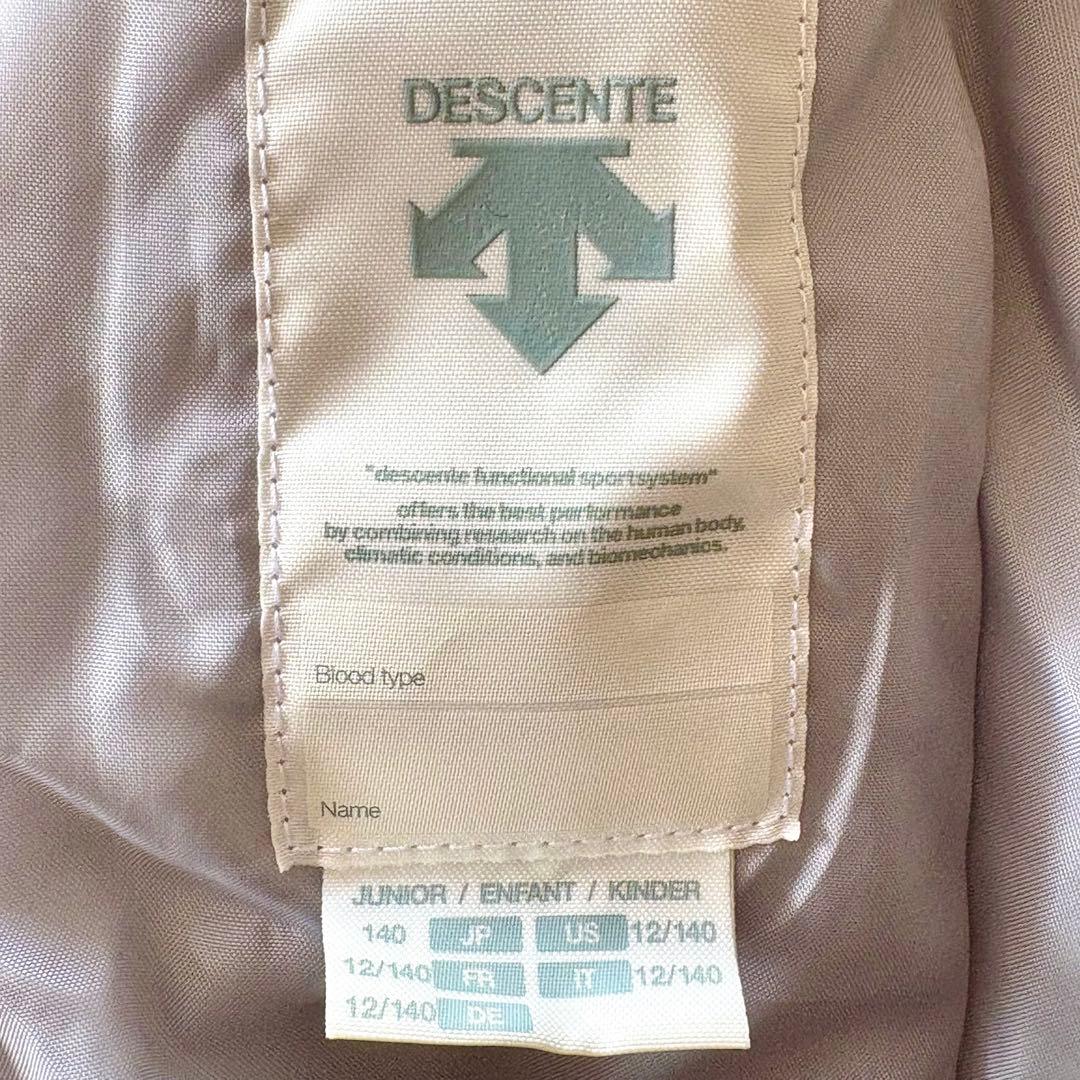 DESCENTE
"descente functional sportsystem"
offers the best performance
by combining research on the human body,
climatic conditions, and biomechanics.
Blood type
Name
JUNIOR / ENFANT / KINDER
140 JP US 12/140
12/140 FR IT 12/140
12/140 DE